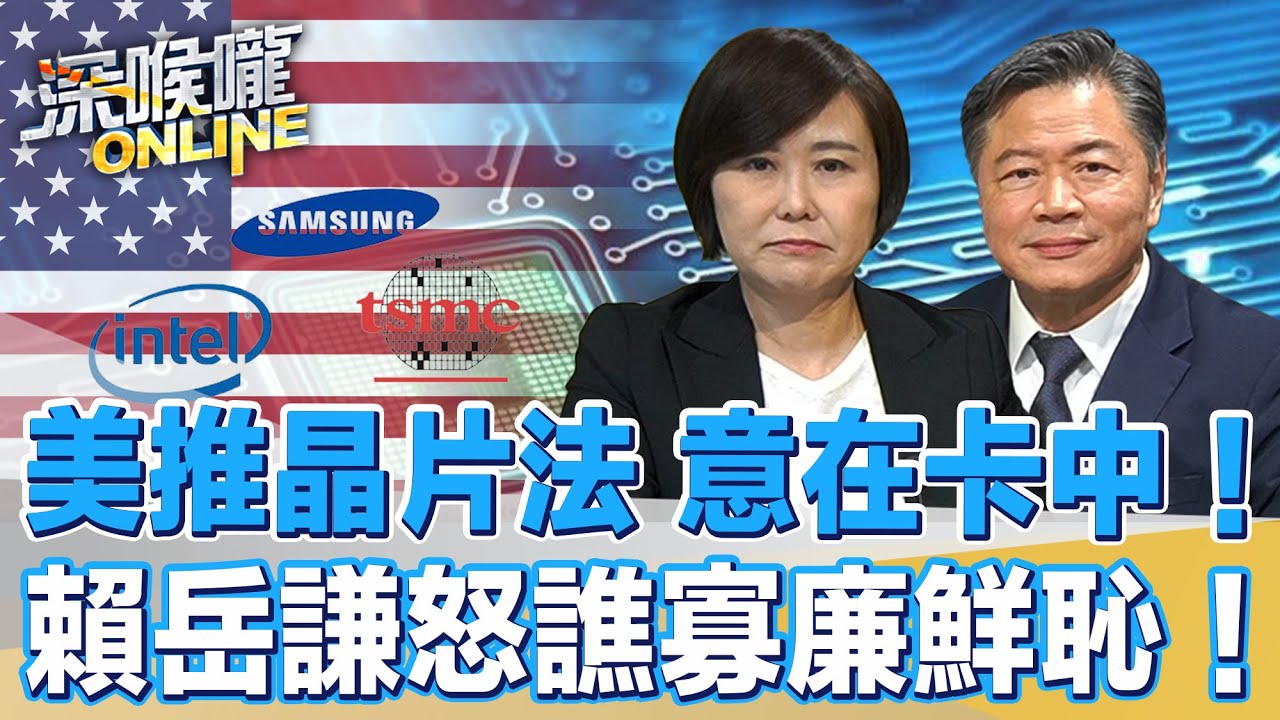 深喉嚨
ONLINE
SAMSUNG
intel
tsmc
美推晶片法 意在卡中！
賴岳謙怒譙寡廉鮮恥！